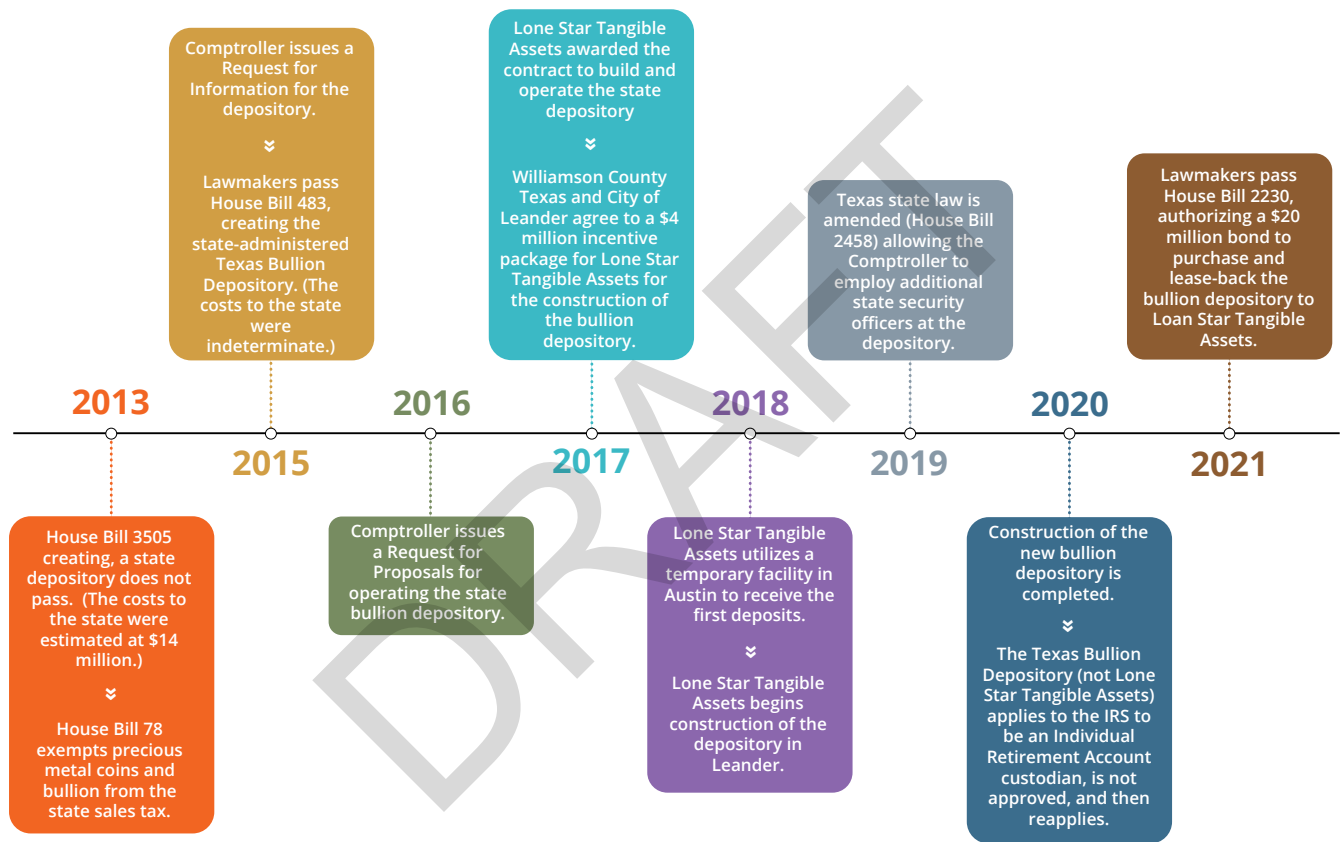 2013
House Bill 3505
creating, a state
depository does not
pass.  (The costs to
the state were
estimated at $14
million.)
House Bill 78
exempts precious
metal coins and
bullion from the
state sales tax.
Comptroller issues a
Request for
Information for the
depository.
Lawmakers pass
House Bill 483,
creating the
state-administered
Texas Bullion
Depository. (The
costs to the state
were
indeterminate.)
2015
2016
Comptroller issues
a Request for
Proposals for
operating the state
bullion depository.
Lone Star Tangible
Assets awarded the
contract to build and
operate the state
depository
Williamson County
Texas and City of
Leander agree to a $4
million incentive
package for Lone Star
Tangible Assets for
the construction of
the bullion
depository.
2017
2018
Lone Star Tangible
Assets utilizes a
temporary facility in
Austin to receive the
first deposits.
Lone Star Tangible
Assets begins
construction of the
depository in
Leander.
Texas state law is
amended (House Bill
2458) allowing the
Comptroller to
employ additional
state security
officers at the
depository.
2019
2020
Construction of the
new bullion
depository is
completed.
The Texas Bullion
Depository (not Lone
Star Tangible Assets)
applies to the IRS to
be an Individual
Retirement Account
custodian, is not
approved, and then
reapplies.
Lawmakers pass
House Bill 2230,
authorizing a $20
million bond to
purchase and
lease-back the
bullion depository to
Loan Star Tangible
Assets.
2021
DRAFT